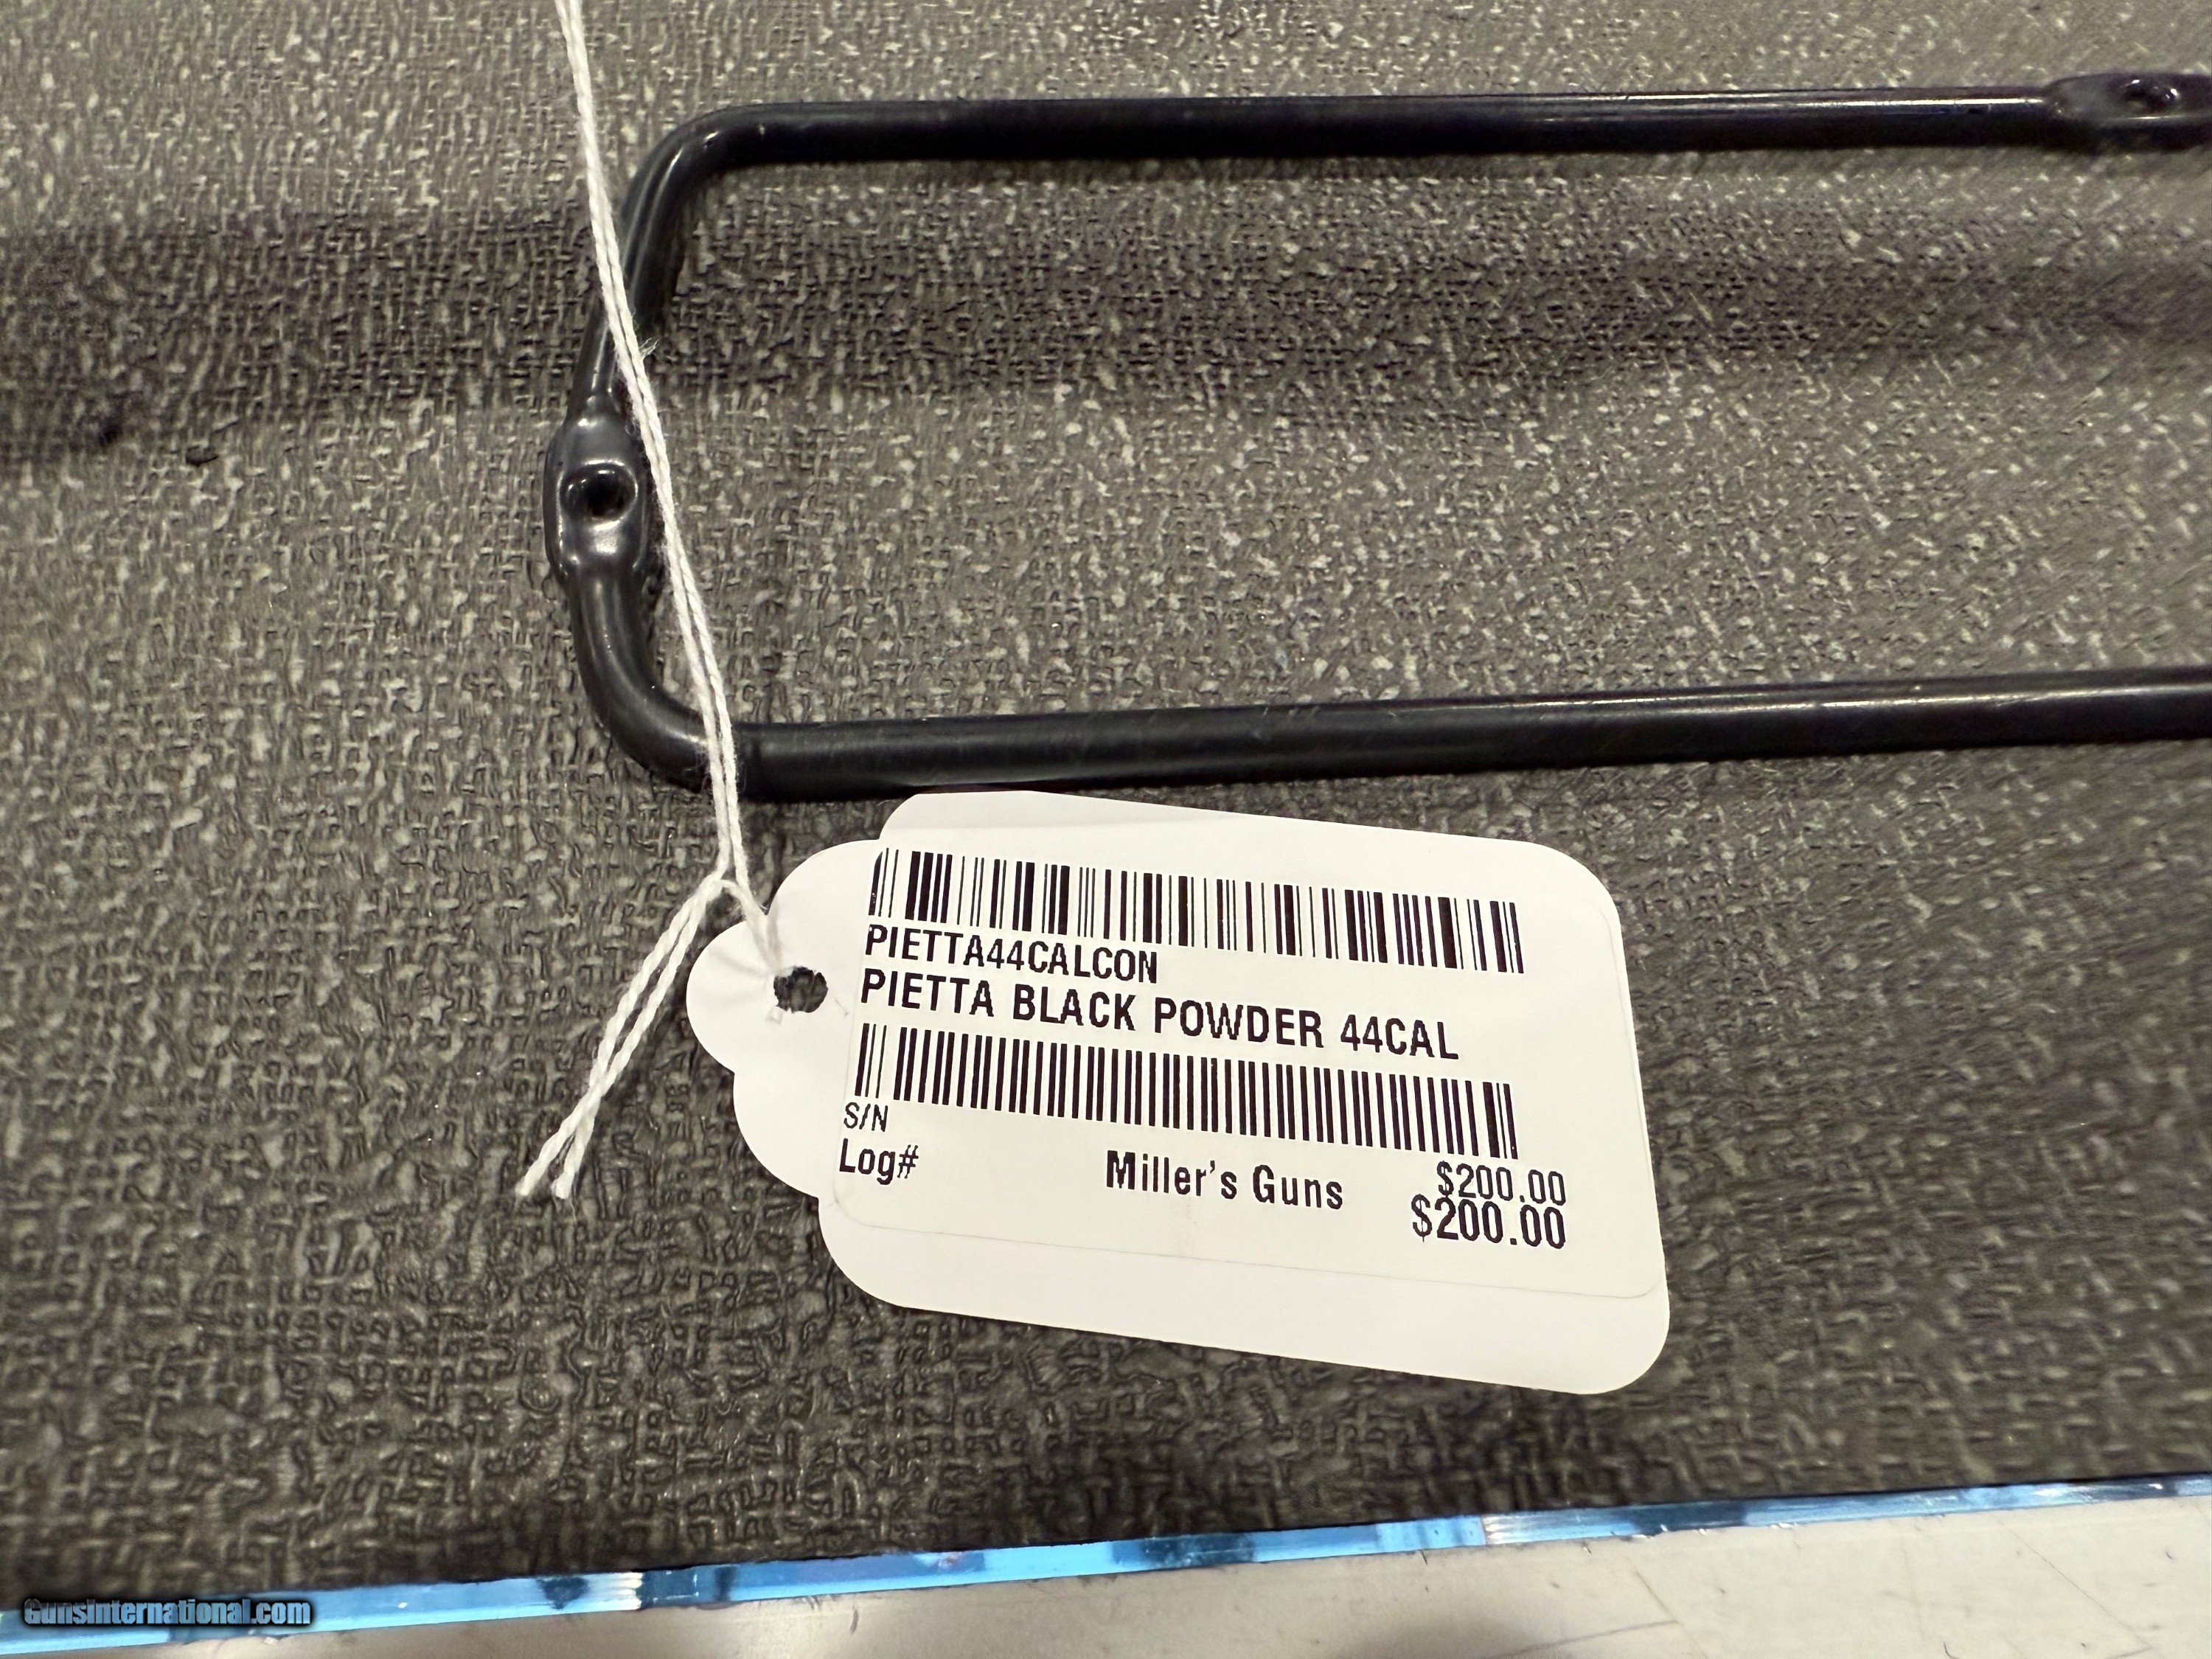 PIETTA44CALCON
PIETTA BLACK POWDER 44CAL
S/N
Log#
Miller's Guns
$200.00
$200.00
GunsInternational.com